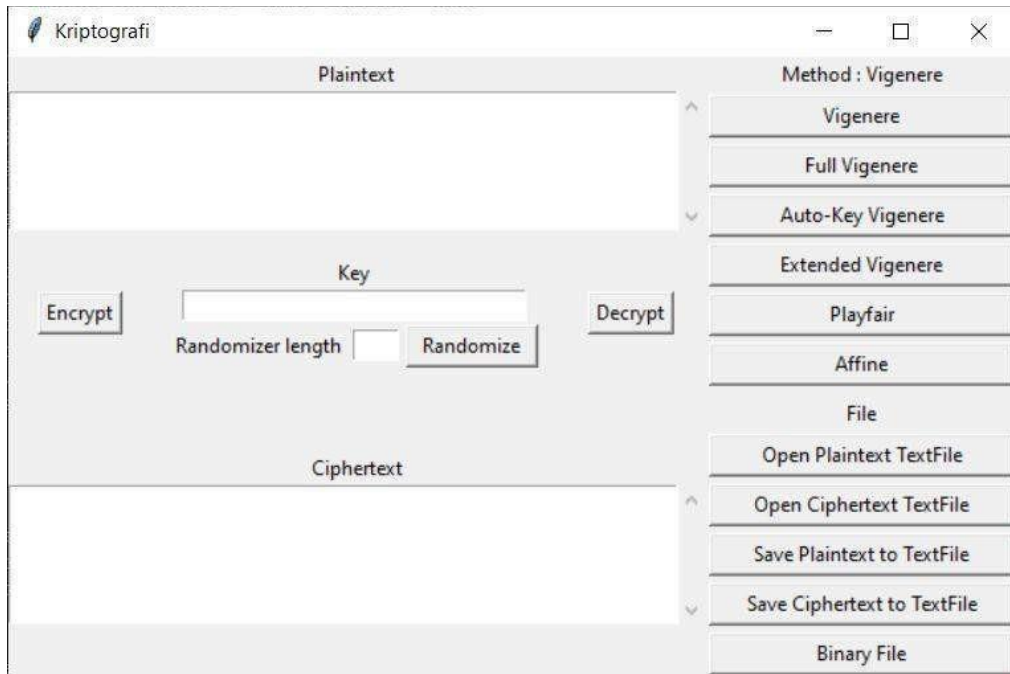 Kriptografi
Plaintext
Key
Encrypt
Decrypt
Randomizer length
Randomize
Ciphertext
Method : Vigenere
Vigenere
Full Vigenere
Auto-Key Vigenere
Extended Vigenere
Playfair
Affine
File
Open Plaintext TextFile
Open Ciphertext TextFile
Save Plaintext to TextFile
Save Ciphertext to TextFile
Binary File